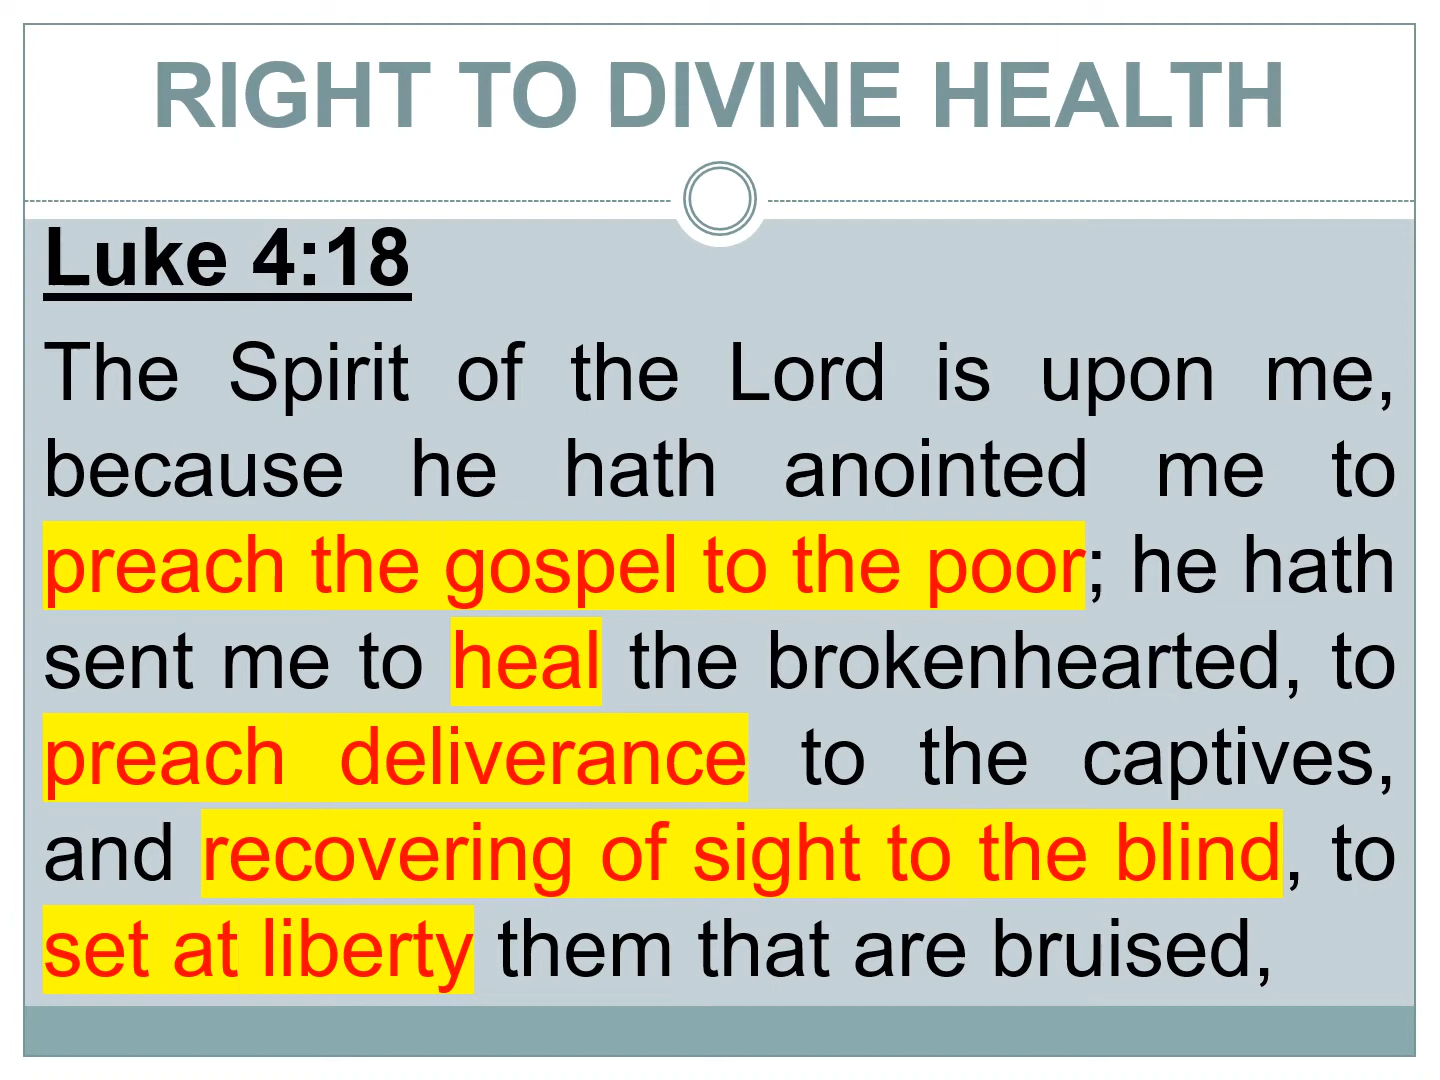 RIGHT TO DIVINE HEALTH
Luke 4:18
The Spirit of the Lord is upon me,
because he hath anointed me to
preach the gospel to the poor; he hath
sent me to heal the brokenhearted, to
preach deliverance to the captives,
and recovering of sight to the blind, to
set at liberty them that are bruised,